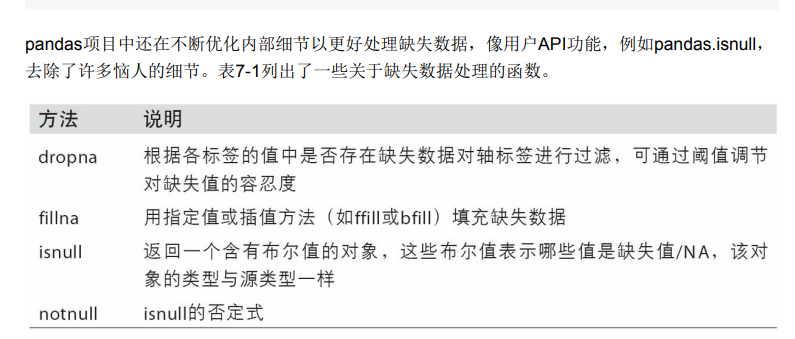 pandas项目中还在不断优化内部细节以更好处理缺失数据，像用户API功能，例如pandas.isnull，
去除了许多恼人的细节。表7-1列出了一些关于缺失数据处理的函数。
方法 说明
dropna 根据各标签的值中是否存在缺失数据对轴标签进行过滤，可通过阈值调节
对缺失值的容忍度
fillna 用指定值或插值方法（如ffill或bfill）填充缺失数据
isnull 返回一个含有布尔值的对象，这些布尔值表示哪些值是缺失值/NA，该对
象的类型与源类型一样
notnull isnull的否定式